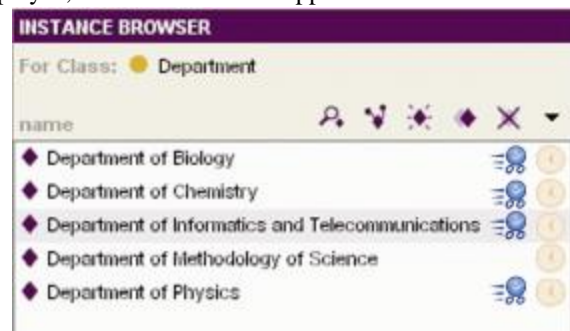 INSTANCE BROWSER
For Class: Department
name
Department of Biology
Department of Chemistry
Department of Informatics and Telecommunications
Department of Methodology of Science
Department of Physics